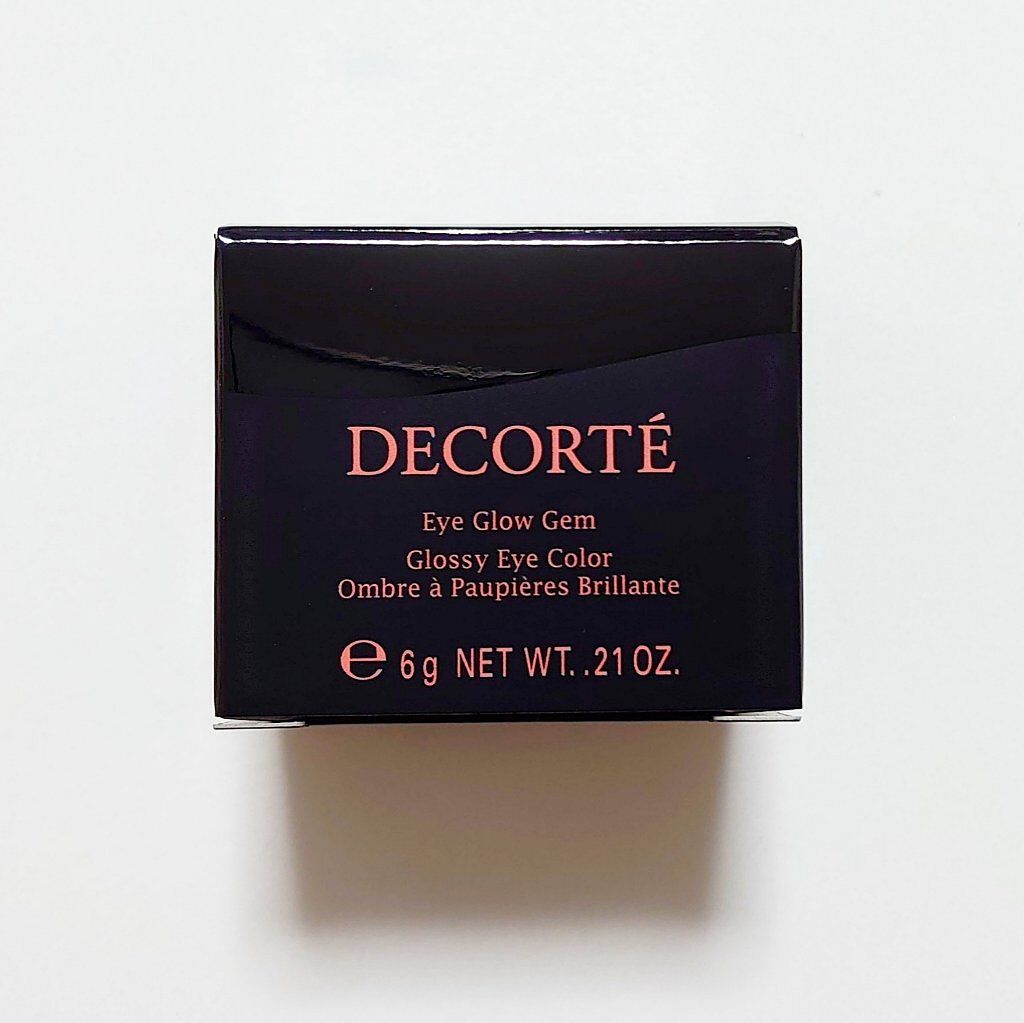 DECORTÉ
Eye Glow Gem
Glossy Eye Color
Ombre à Paupières Brillante
℮ 6g NET WT. .21 OZ.